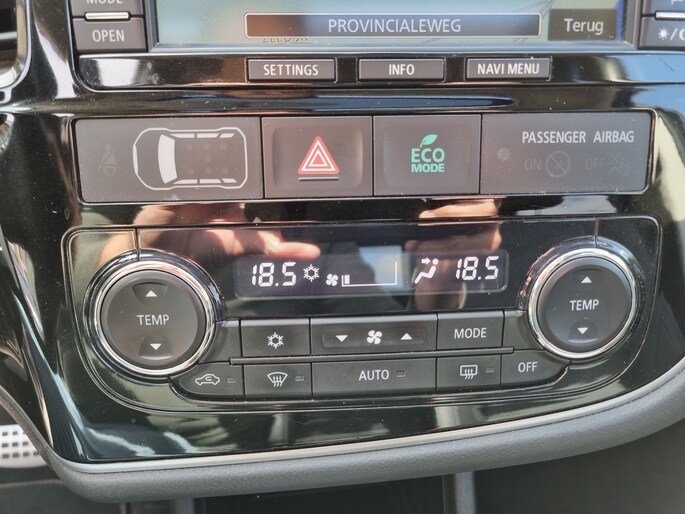 MODE
PROVINCIALEWEG
Terug
OPEN
SETTINGS
INFO
NAVI MENU
ECO
MODE
PASSENGER AIRBAG
ON
OFF
18.5
18.5
TEMP
TEMP
MODE
AUTO
OFF